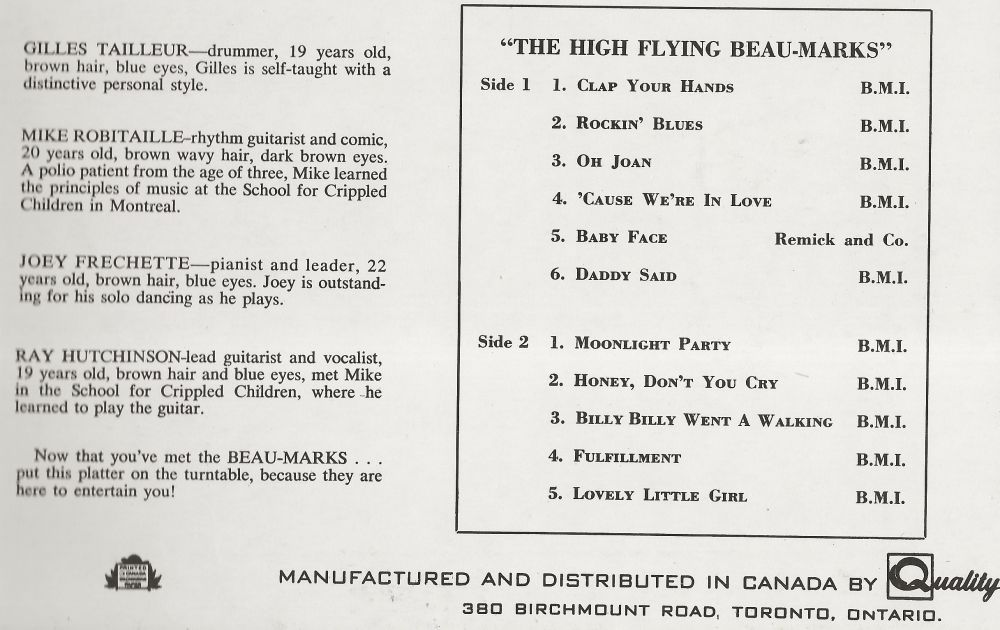 GILLES TAILLEUR—drummer, 19 years old,
brown hair, blue eyes, Gilles is self-taught with a
distinctive personal style.
MIKE ROBITAILLE–rhythm guitarist and comic,
20 years old, brown wavy hair, dark brown eyes.
A polio patient from the age of three, Mike learned
the principles of music at the School for Crippled
Children in Montreal.
JOEY FRECHETTE—pianist and leader, 22
years old, brown hair, blue eyes. Joey is outstand-
ing for his solo dancing as he plays.
RAY HUTCHINSON-lead guitarist and vocalist,
19 years old, brown hair and blue eyes, met Mike
in the School for Crippled Children, where he
learned to play the guitar.
Now that you've met the BEAU-MARKS . . .
put this platter on the turntable, because they are
here to entertain you!
"THE HIGH FLYING BEAU-MARKS"
Side 1 1. CLAP YOUR HANDS B.M.I.
2. ROCKIN' BLUES B.M.I.
3. OH JOAN B.M.I.
4. 'CAUSE WE'RE IN LOVE B.M.I.
5. BABY FACE Remick and Co.
6. DADDY SAID B.M.I.
Side 2 1. MOONLIGHT PARTY B.M.I.
2. HONEY, DON'T YOU CRY B.M.I.
3. BILLY BILLY WENT A WALKING B.M.I.
4. FULFILLMENT B.M.I.
5. LOVELY LITTLE GIRL B.M.I.
PRINTED
CANADA
MANUFACTURED AND DISTRIBUTED IN CANADA BY Quality
380 BIRCHMOUNT ROAD, TORONTO, ONTARIO.